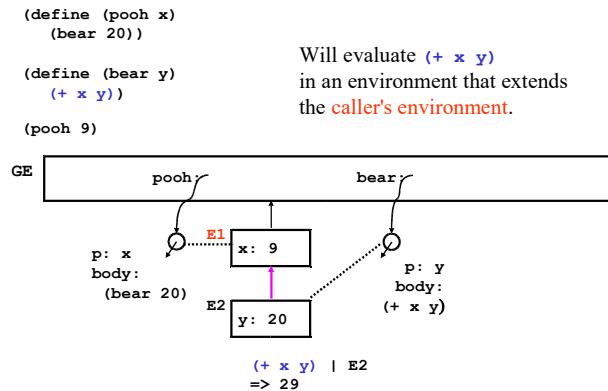 (define (pooh x)
(bear 20))
(define (bear y)
(+ x y))
(pooh 9)
Will evaluate (+ x y)
in an environment that extends
the caller's environment.
GE
pooh:
bear:
E1
x: 9
p: x
body:
(bear 20)
p: y
body:
(+ x y)
E2
y: 20
(+ x y) | E2
=> 29